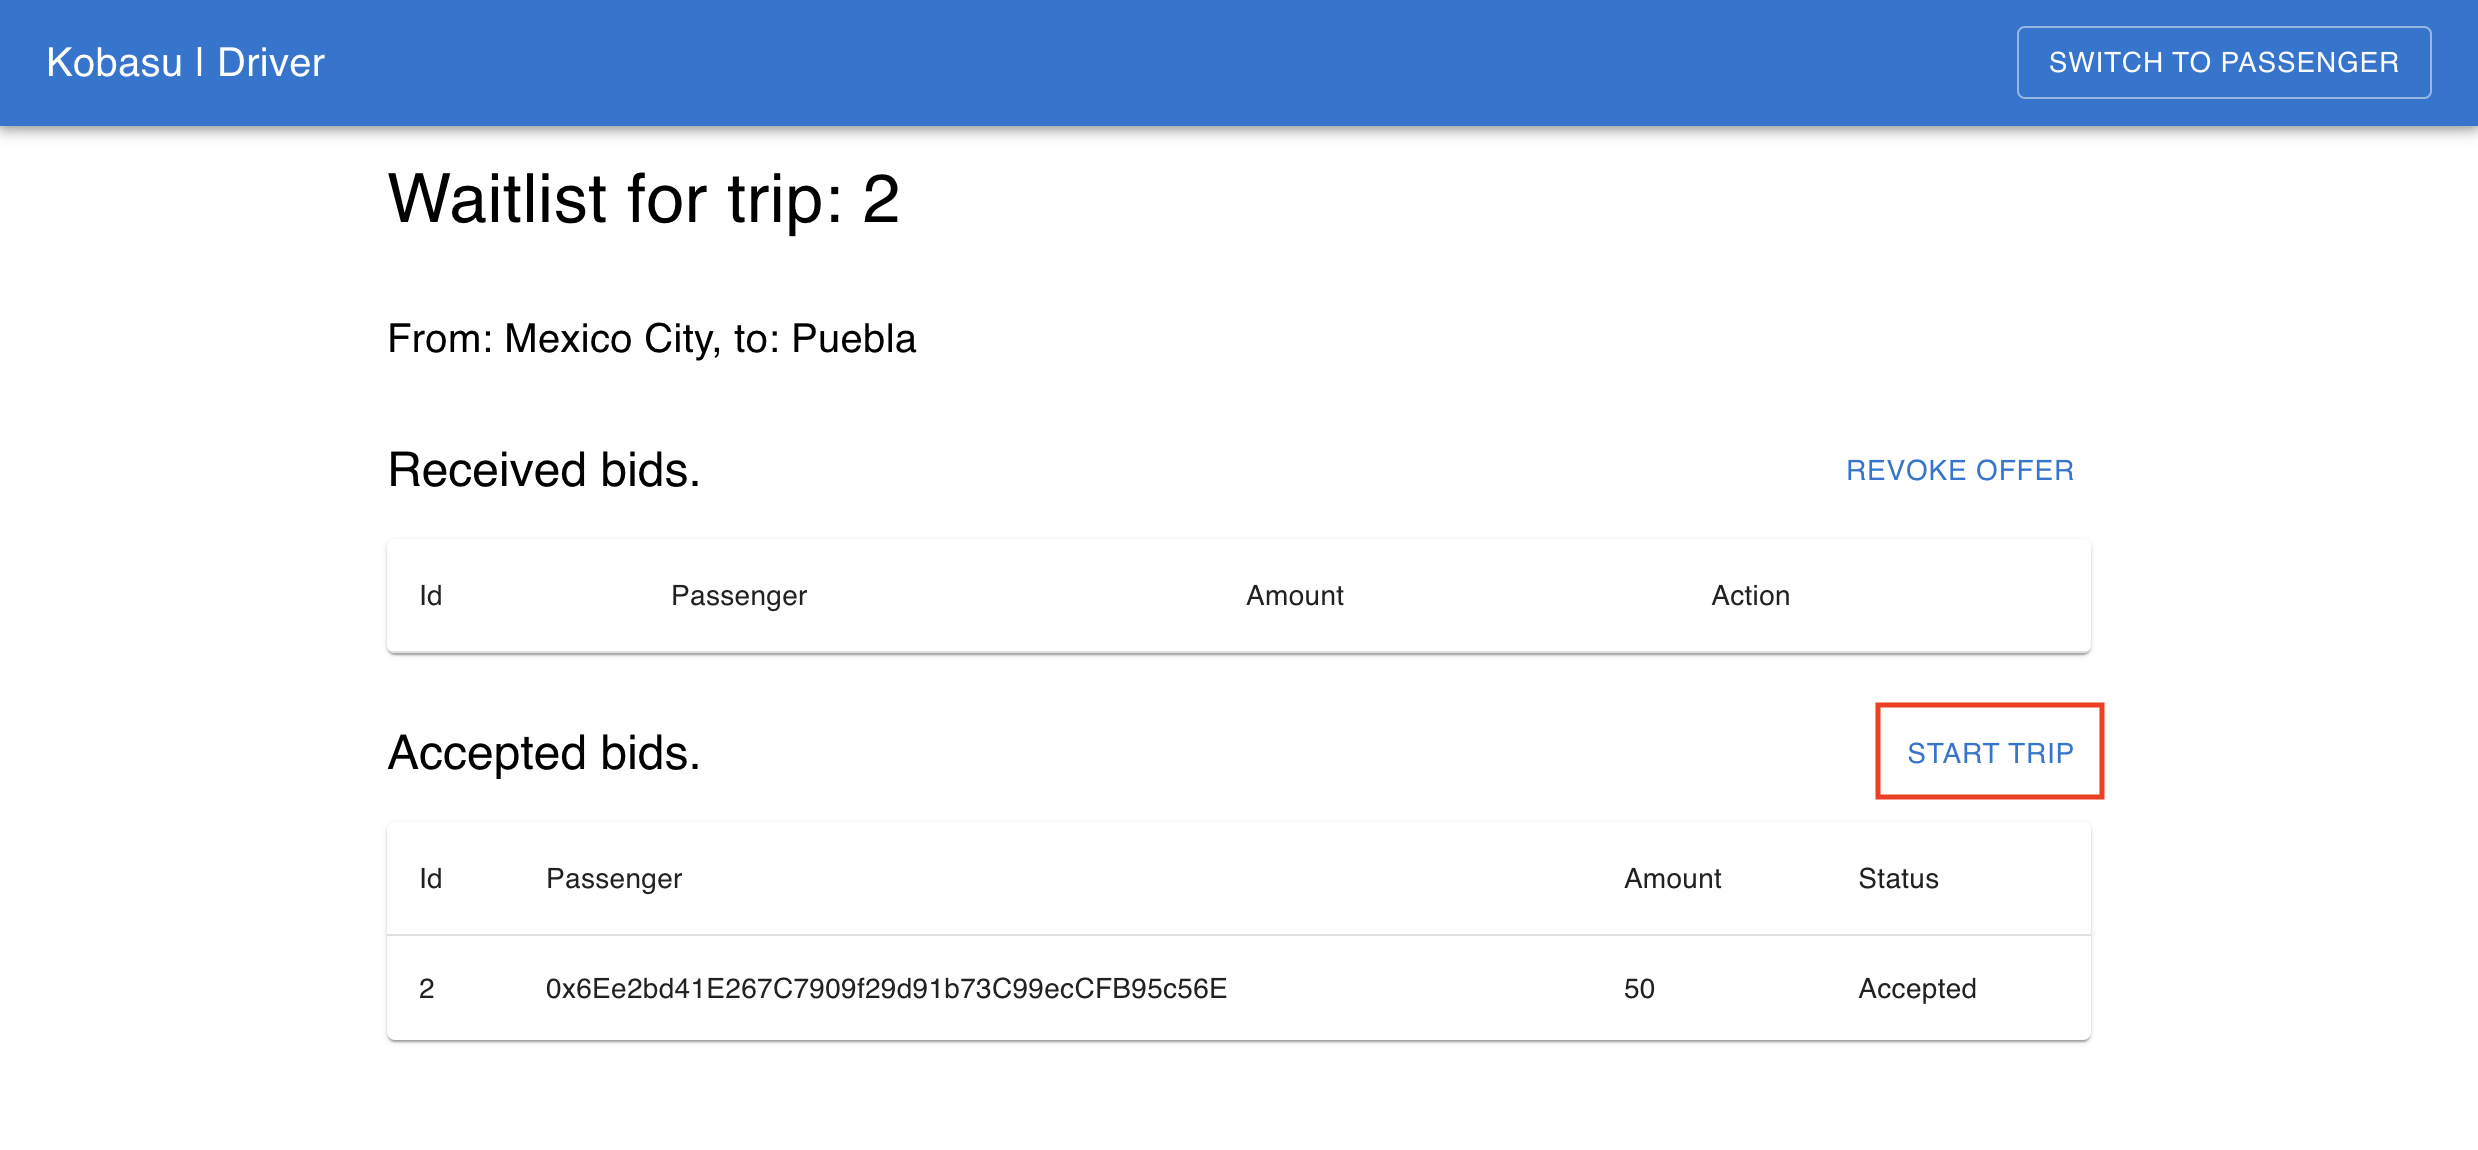 Kobasu | Driver
SWITCH TO PASSENGER
Waitlist for trip: 2
From: Mexico City, to: Puebla
Received bids.
REVOKE OFFER
Id Passenger Amount Action
Accepted bids.
START TRIP
Id Passenger Amount Status
2 0x6Ee2bd41E267C7909f29d91b73C99ecCFB95c56E 50 Accepted